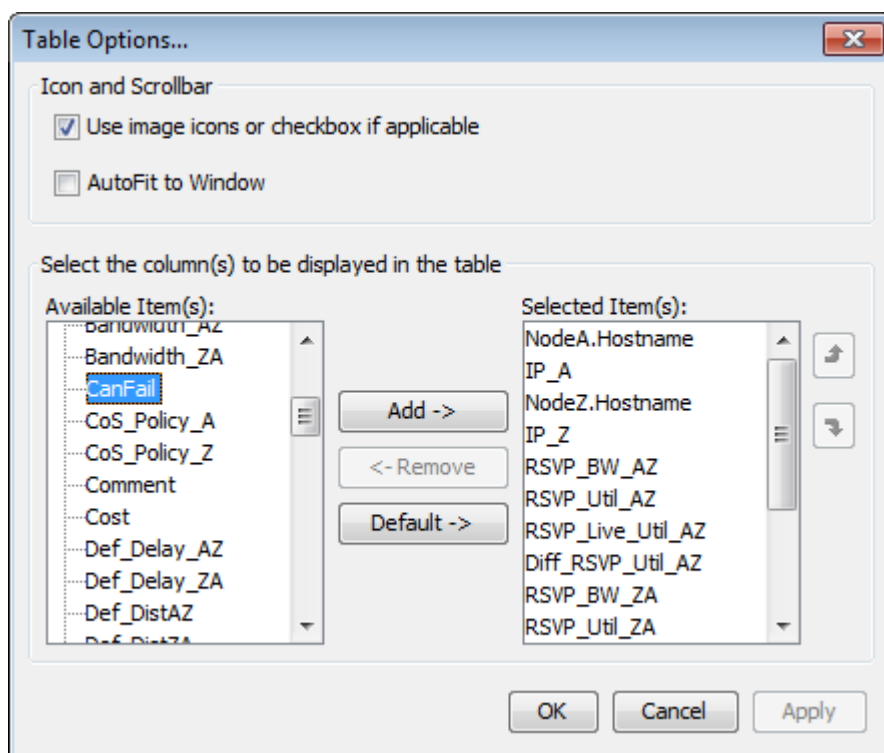 Table Options...
Icon and Scrollbar
Use image icons or checkbox if applicable
AutoFit to Window
Select the column(s) to be displayed in the table
Available Item(s):
Bandwidth_AZ
Bandwidth_ZA
CanFail
CoS_Policy_A
CoS_Policy_Z
Comment
Cost
Def_Delay_AZ
Def_Delay_ZA
Def_DistAZ
Def_DistZA
Add ->
<- Remove
Default ->
Selected Item(s):
NodeA.Hostname
IP_A
NodeZ.Hostname
IP_Z
RSVP_BW_AZ
RSVP_Util_AZ
RSVP_Live_Util_AZ
Diff_RSVP_Util_AZ
RSVP_BW_ZA
RSVP_Util_ZA
OK
Cancel
Apply